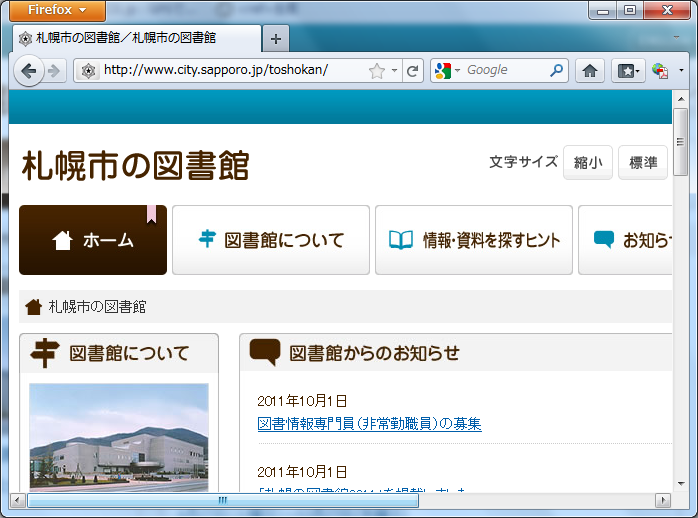 Firefox
札幌市の図書館／札幌市の図書館
http://www.city.sapporo.jp/toshokan/
Google
札幌市の図書館
文字サイズ 縮小 標準
ホーム 図書館について 情報・資料を探すヒント お知ら
札幌市の図書館
図書館について
図書館からのお知らせ
2011年10月1日
図書情報専門員（非常勤職員）の募集
2011年10月1日